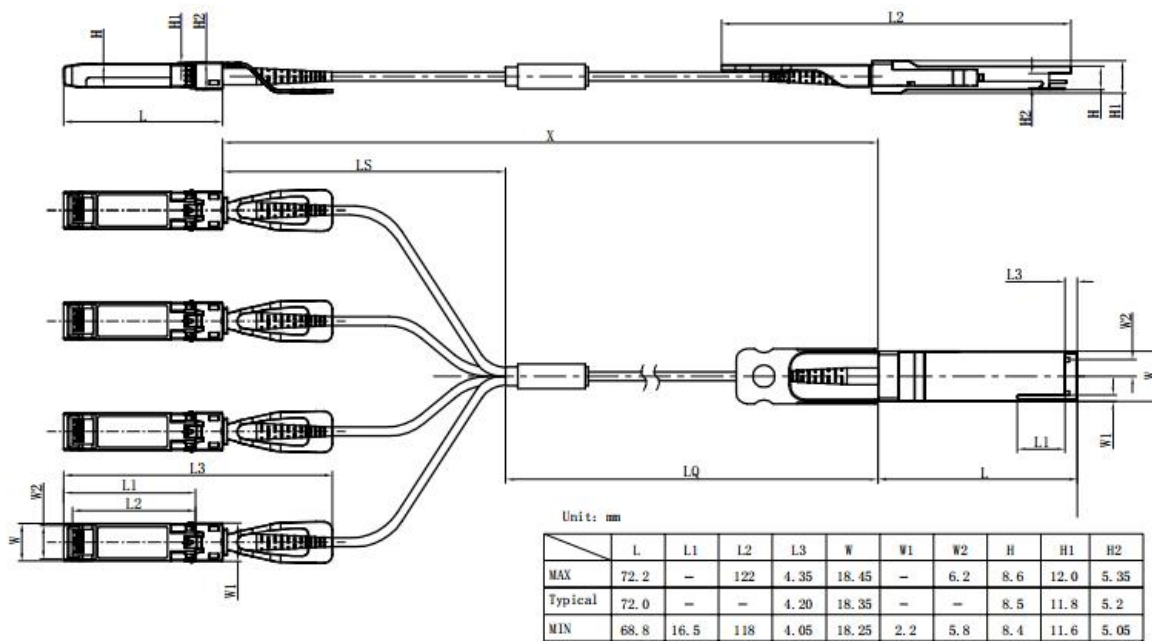 L2
H
H1
H2
L
H2
H
H1
X
LS
L3
W2
W
L1
W1
L3
LQ
L
L1
L2
W2
W
W1
Unit: mm
L L1 L2 L3 W W1 W2 H H1 H2
MAX 72.2 - 122 4.35 18.45 - 6.2 8.6 12.0 5.35
Typical 72.0 - - 4.20 18.35 - - 8.5 11.8 5.2
MIN 68.8 16.5 118 4.05 18.25 2.2 5.8 8.4 11.6 5.05